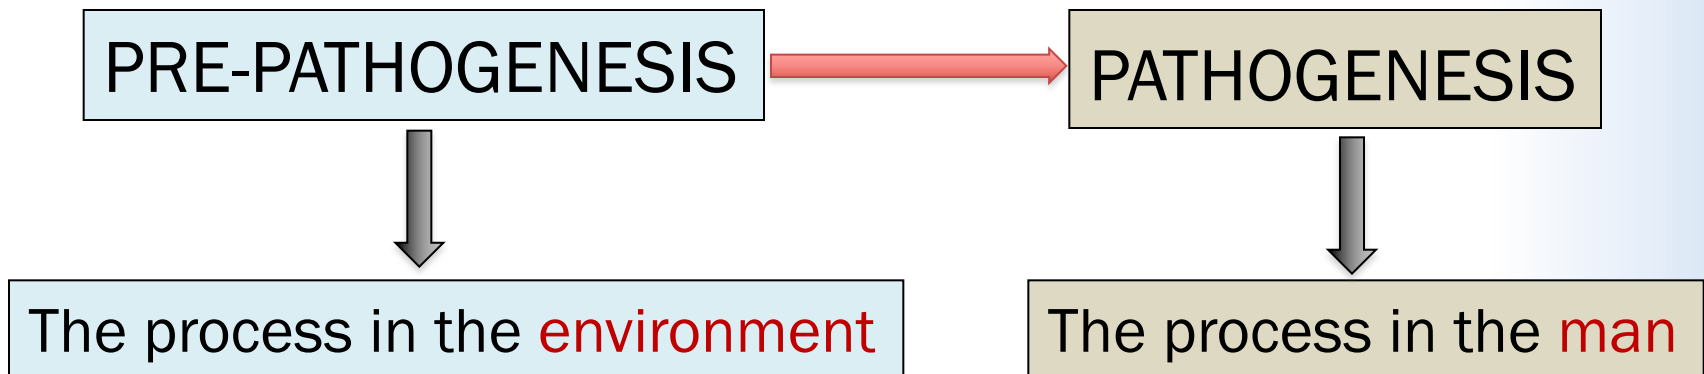 PRE-PATHOGENESIS
PATHOGENESIS
The process in the environment
The process in the man